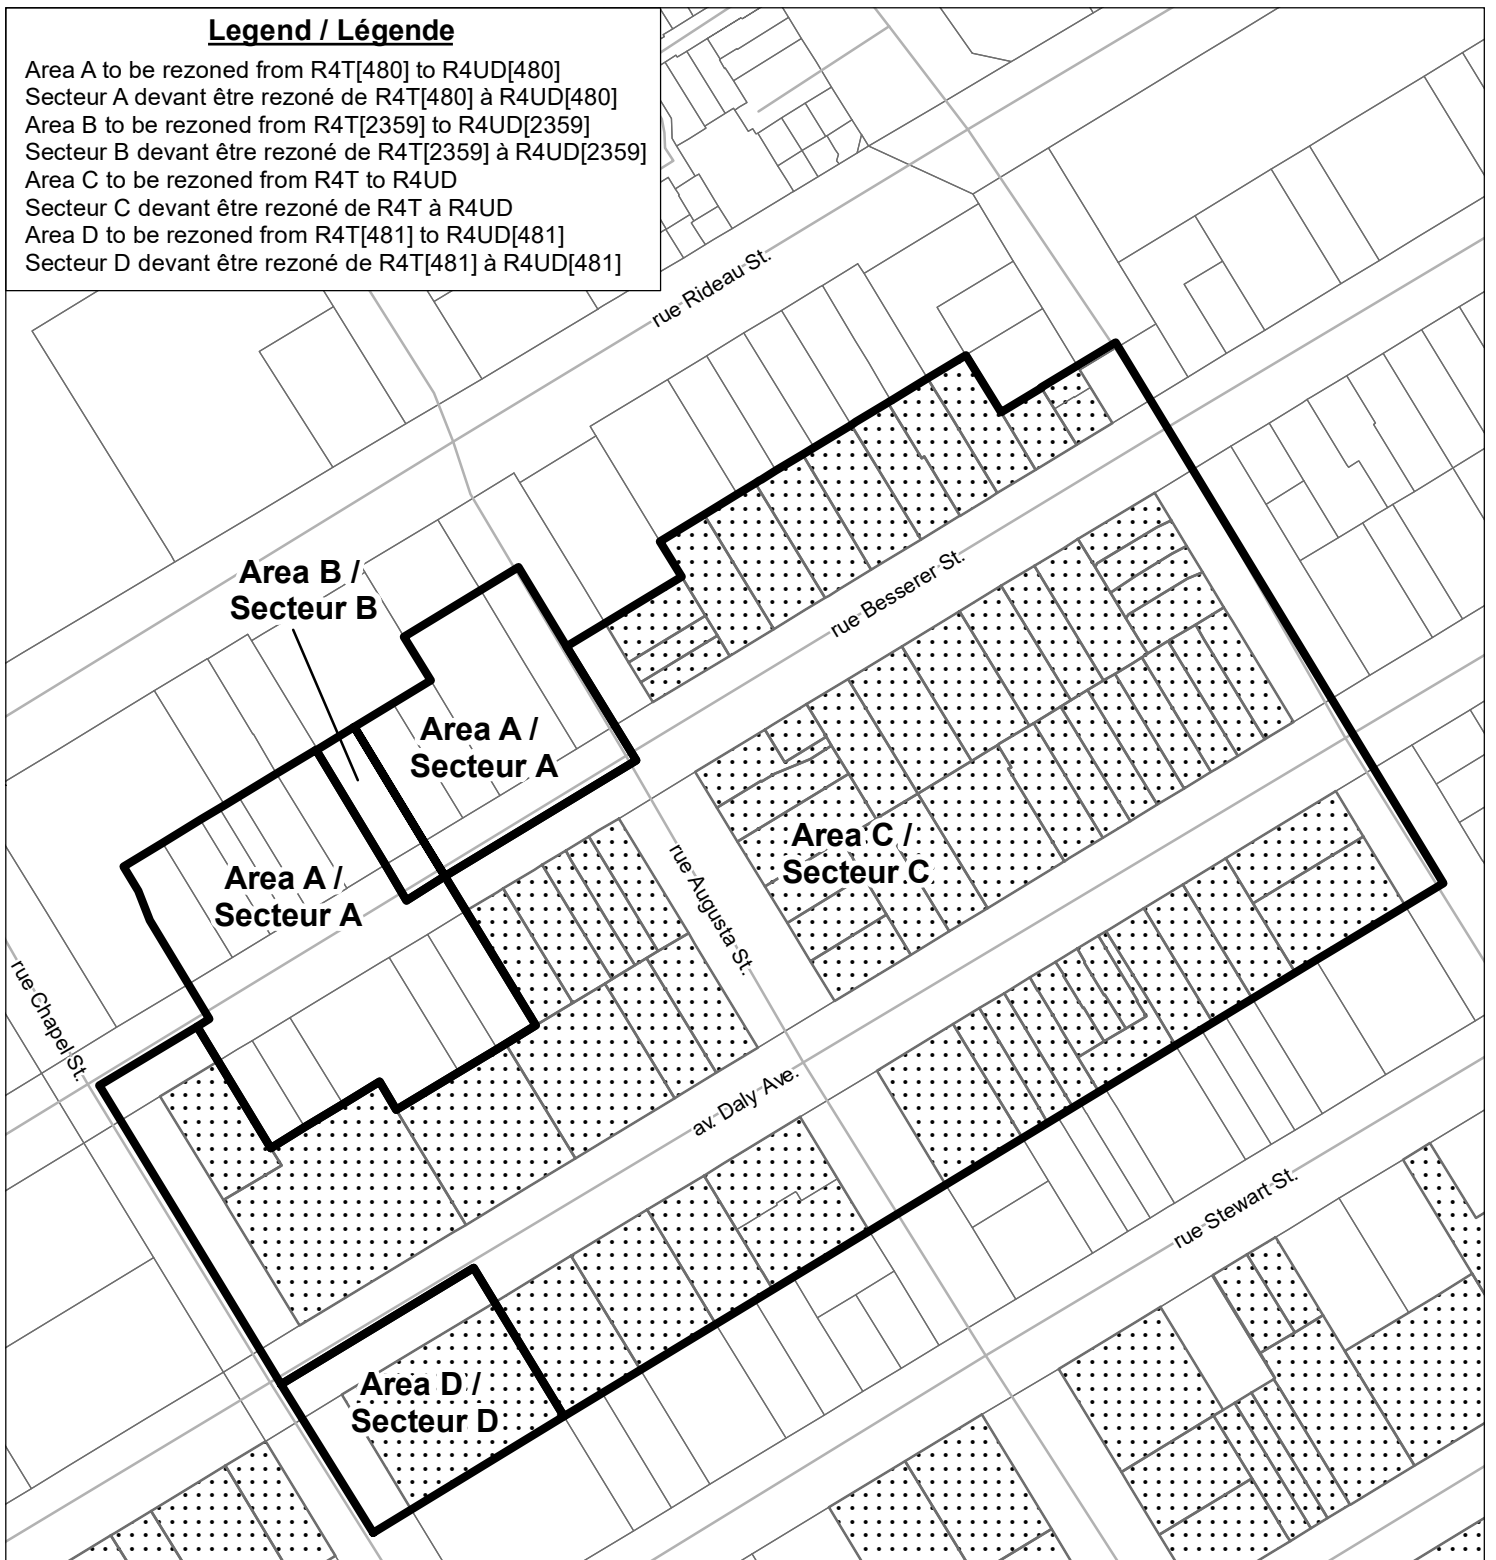 Legend / Légende
Area A to be rezoned from R4T[480] to R4UD[480]
Secteur A devant être rezoné de R4T[480] à R4UD[480]
Area B to be rezoned from R4T[2359] to R4UD[2359]
Secteur B devant être rezoné de R4T[2359] à R4UD[2359]
Area C to be rezoned from R4T to R4UD
Secteur C devant être rezoné de R4T à R4UD
Area D to be rezoned from R4T[481] to R4UD[481]
Secteur D devant être rezoné de R4T[481] à R4UD[481]
rue Rideau St.
Area B /
Secteur B
rue Besserer St.
Area A /
Secteur A
Area C /
Secteur C
Area A /
Secteur A
rue Augusta St.
rue Chapel St.
av. Daly Ave.
rue Stewart St.
Area D /
Secteur D